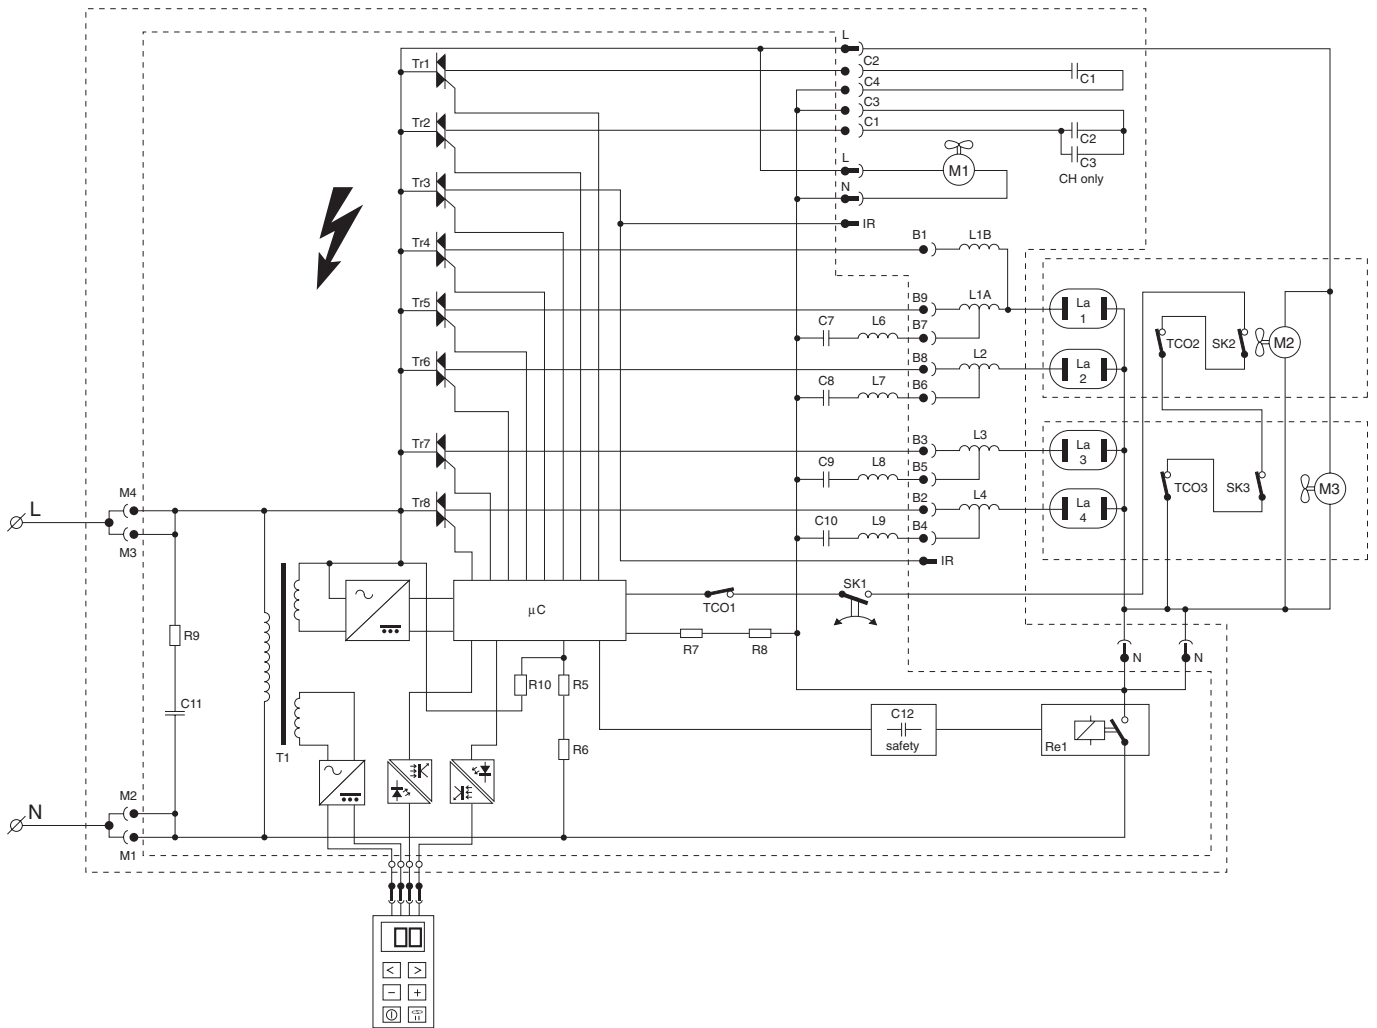 L
Tr1
C2
C4
C1
C3
Tr2
C1
C2
C3
CH only
L
M1
Tr3
N
IR
Tr4
B1
L1B
Tr5
B9
L1A
La
1
C7
L6
B7
TCO2
SK2
M2
Tr6
B8
L2
La
2
C8
L7
B6
Tr7
B3
L3
La
3
C9
L8
B5
TCO3
SK3
M3
L
M4
Tr8
B2
L4
La
4
C10
L9
B4
M3
IR
μC
TCO1
SK1
R9
R7
R8
N
N
R10
R5
C11
C12
safety
Re1
R6
T1
N
M2
M1
00
< >
− +